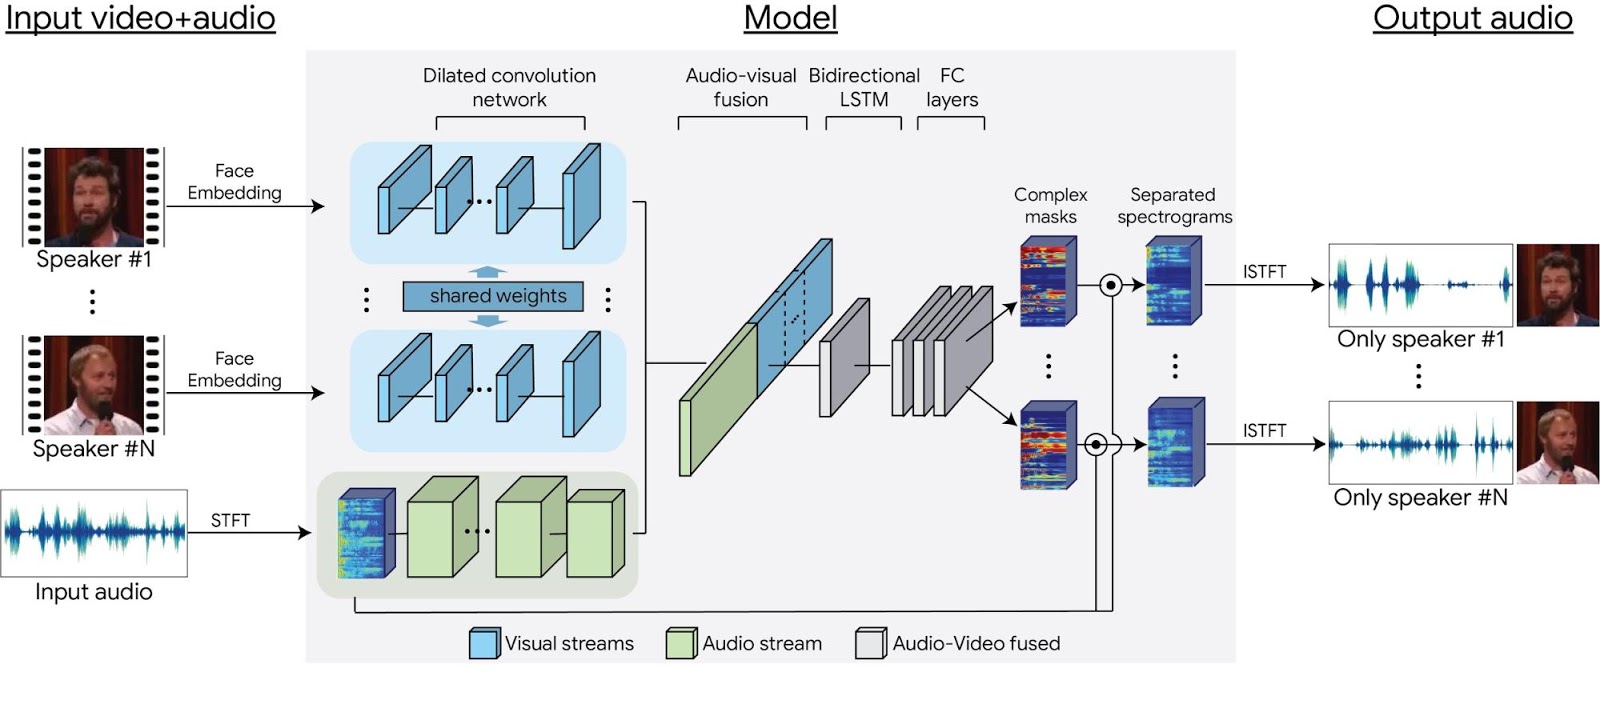 Input video+audio
Model
Output audio
Dilated convolution
network
Audio-visual
fusion
Bidirectional
LSTM
FC
layers
Face
Embedding
Speaker #1
shared weights
Face
Embedding
Speaker #N
STFT
Input audio
Complex
masks
Separated
spectrograms
ISTFT
Only speaker #1
ISTFT
Only speaker #N
Visual streams
Audio stream
Audio-Video fused